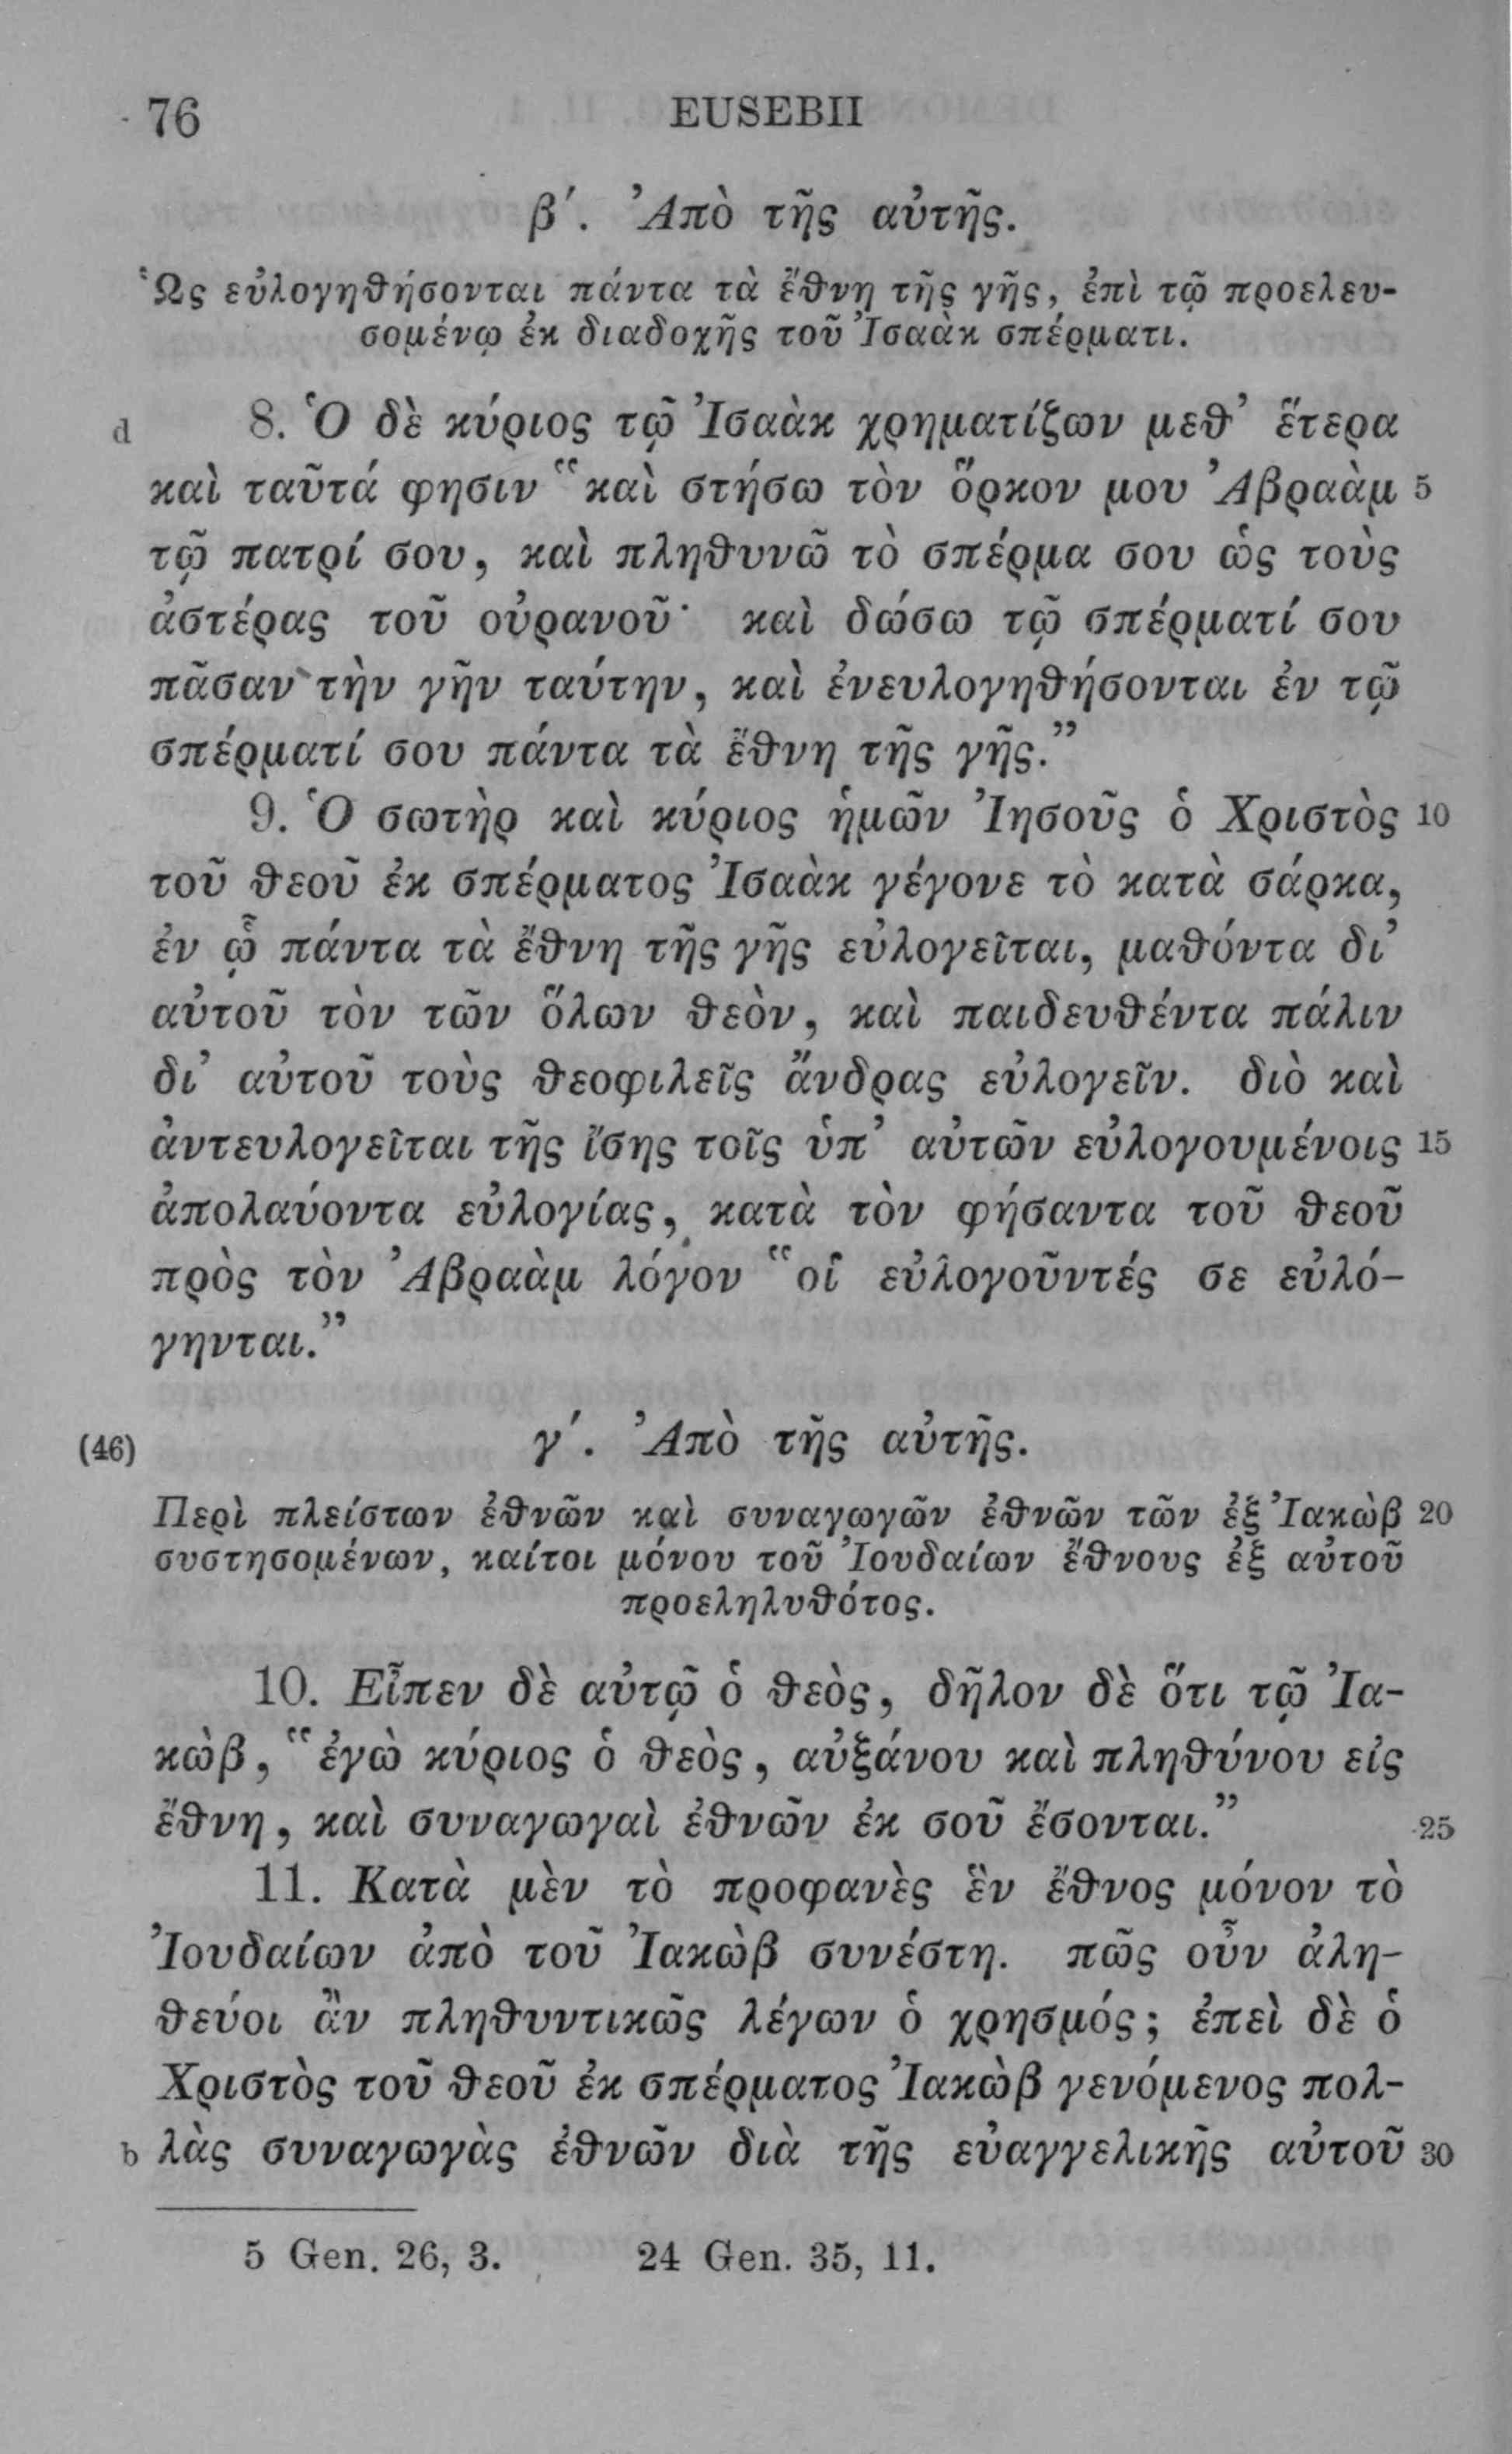 76 EUSEBII
β΄. Ἀπὸ τῆς αὐτῆς.
Ὡς εὐλογηθήσονται πάντα τὰ ἔθνη τῆς γῆς, ἐπὶ τῷ προελευ-
σομένῳ ἐκ διαδοχῆς τοῦ Ἰσαὰκ σπέρματι.
d 8. Ὁ δὲ κύριος τῷ Ἰσαὰκ χρηματίζων μεθ’ ἕτερα
καὶ ταῦτά φησιν “καὶ στήσω τὸν ὅρκον μου Ἀβραὰμ 5
τῷ πατρί σου, καὶ πληθυνῶ τὸ σπέρμα σου ὡς τοὺς
ἀστέρας τοῦ οὐρανοῦ· καὶ δώσω τῷ σπέρματί σου
πᾶσαν τὴν γῆν ταύτην, καὶ ἐνευλογηθήσονται ἐν τῷ
σπέρματί σου πάντα τὰ ἔθνη τῆς γῆς.”
9. Ὁ σωτὴρ καὶ κύριος ἡμῶν Ἰησοῦς ὁ Χριστὸς 10
τοῦ θεοῦ ἐκ σπέρματος Ἰσαὰκ γέγονε τὸ κατὰ σάρκα,
ἐν ᾧ πάντα τὰ ἔθνη τῆς γῆς εὐλογεῖται, μαθόντα δι’
αὐτοῦ τὸν τῶν ὅλων θεὸν, καὶ παιδευθέντα πάλιν
δι’ αὐτοῦ τοὺς θεοφιλεῖς ἄνδρας εὐλογεῖν. διὸ καὶ
ἀντευλογεῖται τῆς ἴσης τοῖς ὑπ’ αὐτῶν εὐλογουμένοις 15
ἀπολαύοντα εὐλογίας, κατὰ τὸν φήσαντα τοῦ θεοῦ
πρὸς τὸν Ἀβραὰμ λόγον “οἱ εὐλογοῦντές σε εὐλό-
γηνται.”
(46) γ΄. Ἀπὸ τῆς αὐτῆς.
Περὶ πλείστων ἐθνῶν καὶ συναγωγῶν ἐθνῶν τῶν ἐξ Ἰακὼβ 20
συστησομένων, καίτοι μόνου τοῦ Ἰουδαίων ἔθνους ἐξ αὐτοῦ
προεληλυθότος.
10. Εἶπεν δὲ αὐτῷ ὁ θεὸς, δῆλον δὲ ὅτι τῷ Ἰα-
κὼβ, “ἐγὼ κύριος ὁ θεὸς, αὐξάνου καὶ πληθύνου εἰς
ἔθνη, καὶ συναγωγαὶ ἐθνῶν ἐκ σοῦ ἔσονται.” 25
11. Κατὰ μὲν τὸ προφανὲς ἓν ἔθνος μόνον τὸ
Ἰουδαίων ἀπὸ τοῦ Ἰακὼβ συνέστη. πῶς οὖν ἀλη-
θεύοι ἂν πληθυντικῶς λέγων ὁ χρησμός; ἐπεὶ δὲ ὁ
Χριστὸς τοῦ θεοῦ ἐκ σπέρματος Ἰακὼβ γενόμενος πολ-
b λὰς συναγωγὰς ἐθνῶν διὰ τῆς εὐαγγελικῆς αὐτοῦ 30
5 Gen. 26, 3. 24 Gen. 35, 11.